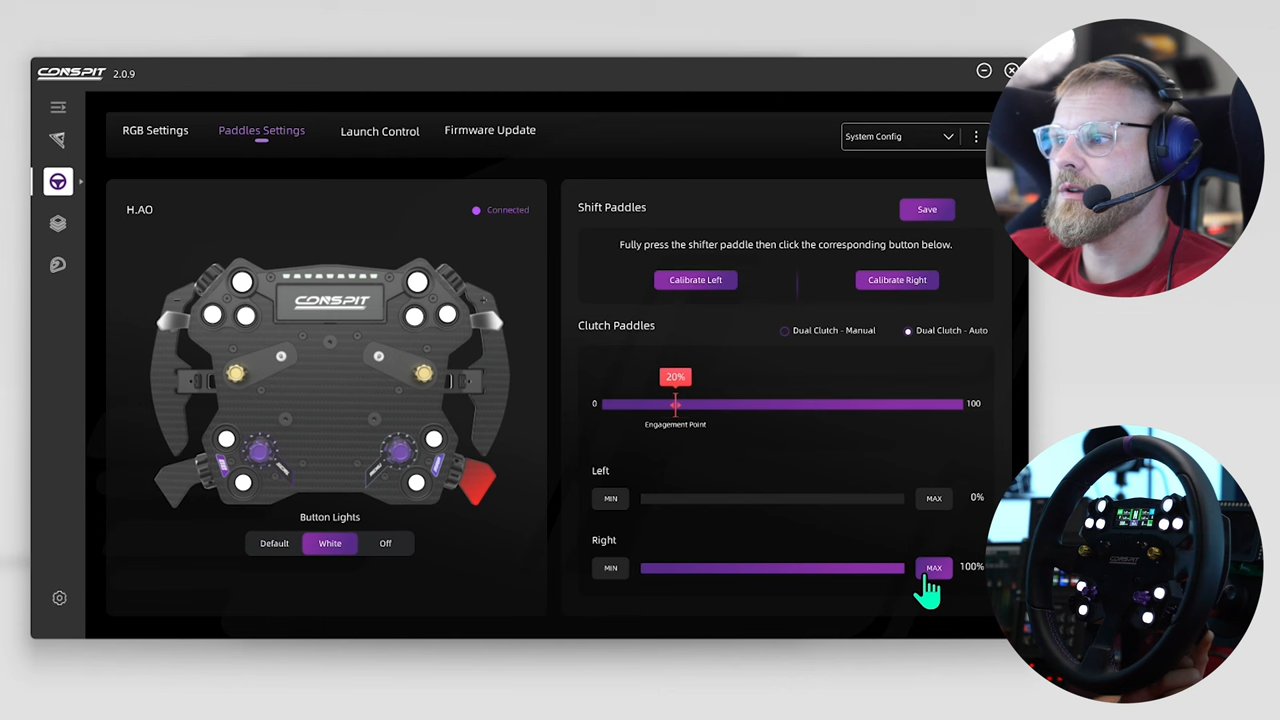 CONSPIT 2.0.9
RGB Settings
Paddles Settings
Launch Control
Firmware Update
System Config
H.AO
Connected
CONSPIT
Button Lights
Default
White
Off
Shift Paddles
Save
Fully press the shifter paddle then click the corresponding button below.
Calibrate Left
Calibrate Right
Clutch Paddles
Dual Clutch - Manual
Dual Clutch - Auto
20%
0
100
Engagement Point
Left
MIN
MAX
0%
Right
MIN
MAX
100%
CONSPIT